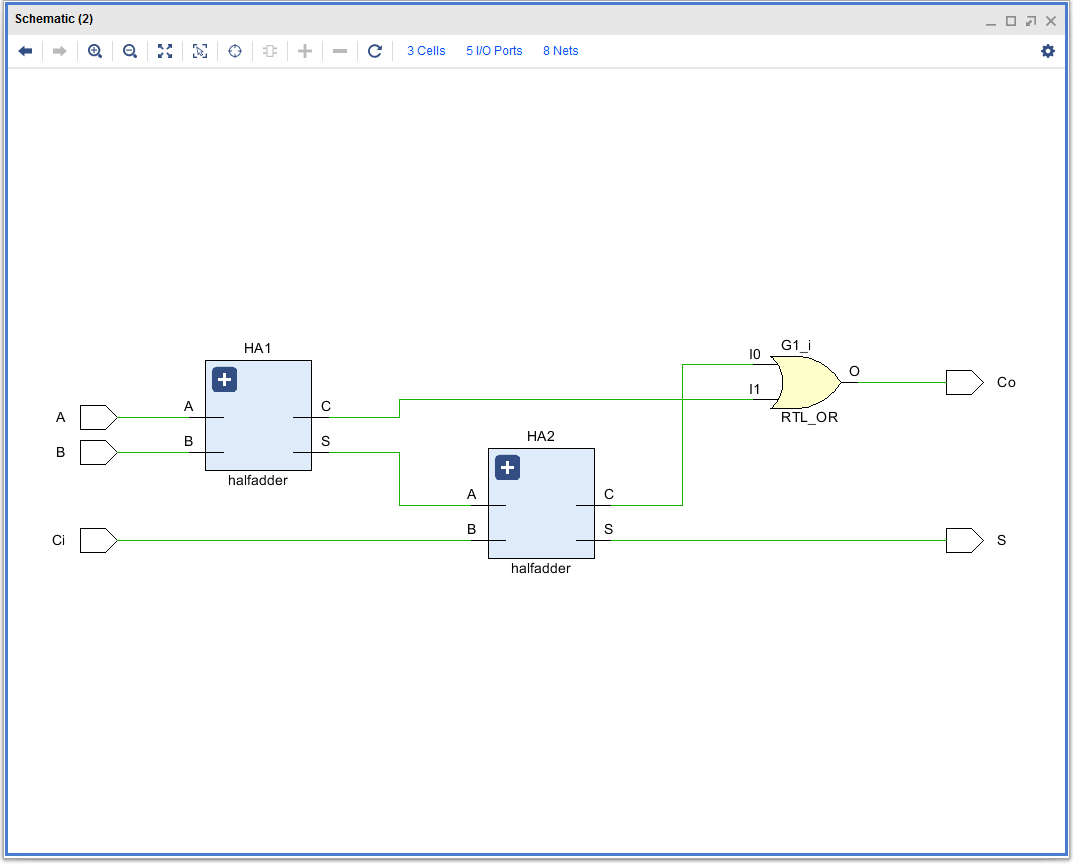 Schematic (2)
3 Cells 5 I/O Ports 8 Nets
HA1
A
B
A
B
C
S
halfadder
HA2
Ci
A
B
C
S
halfadder
G1_i
I0
I1
O
RTL_OR
Co
S